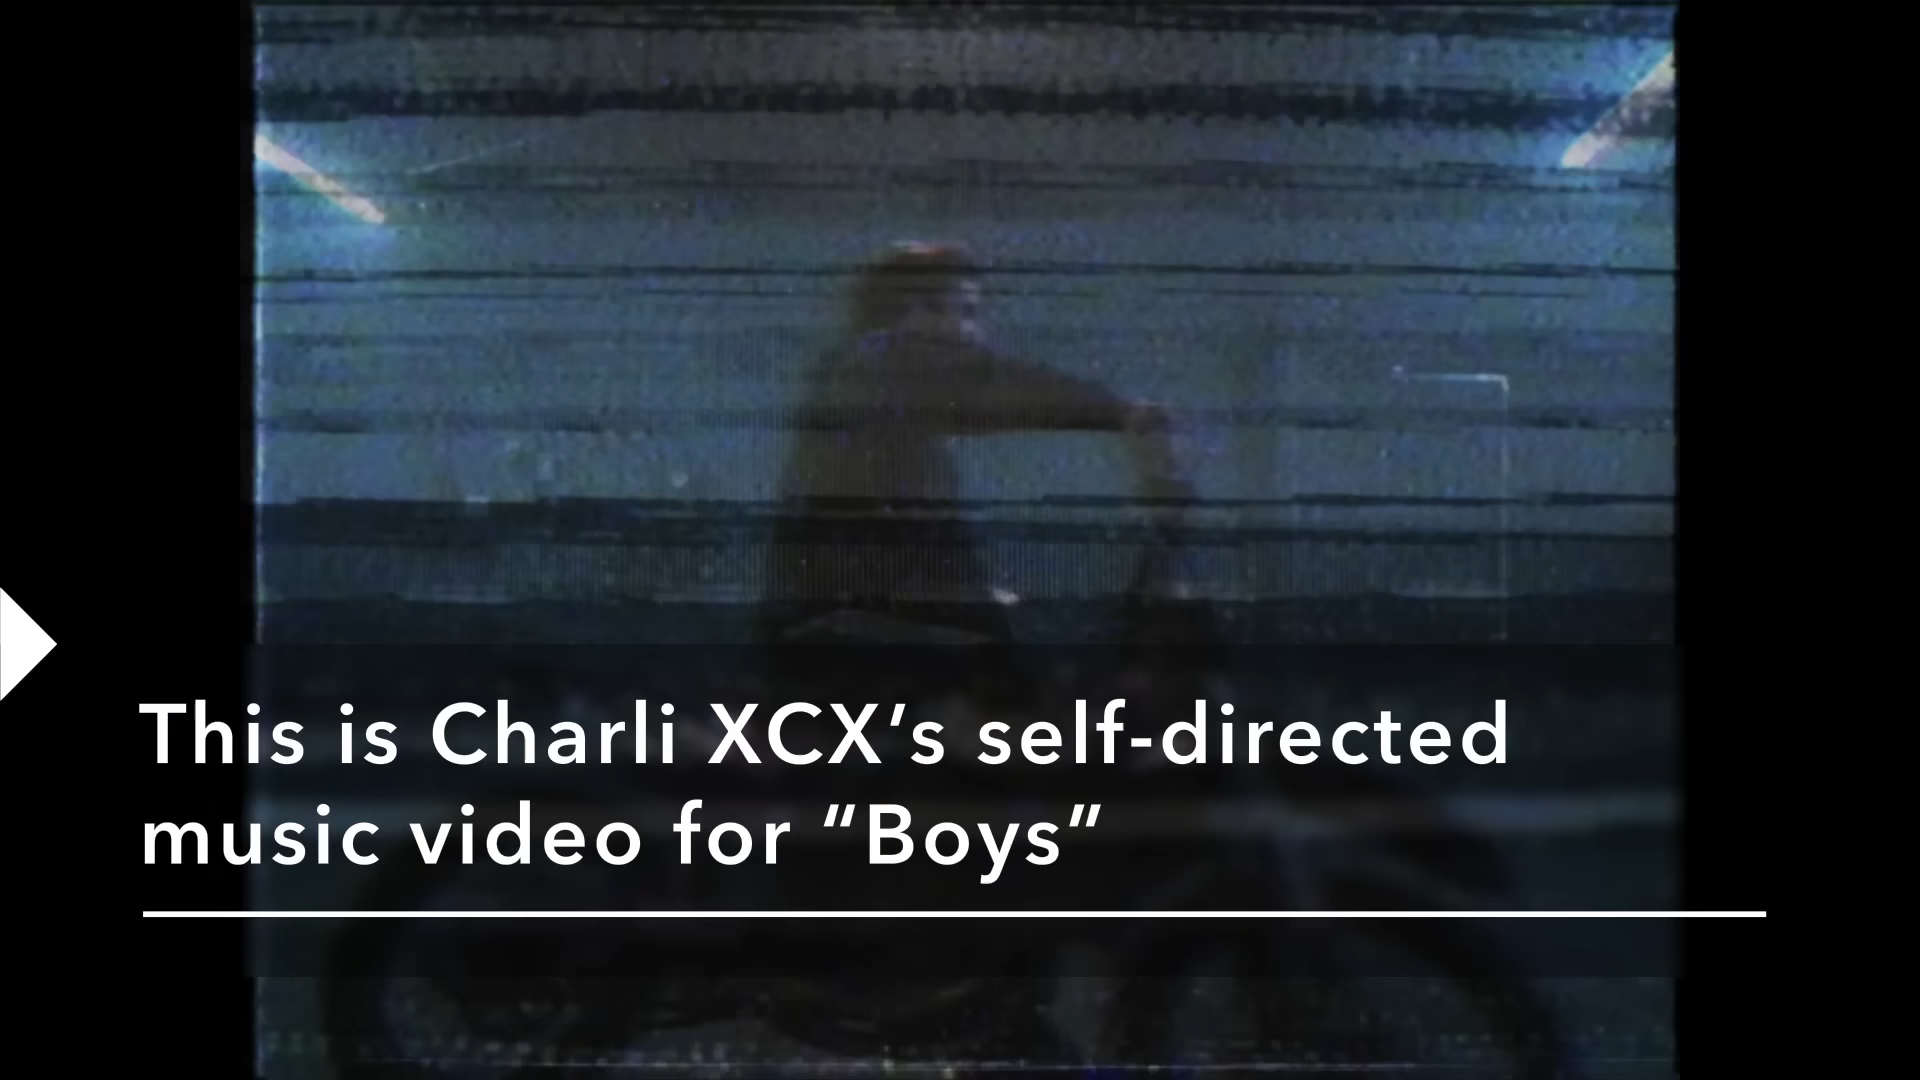 This is Charli XCX’s self-directed
music video for “Boys”